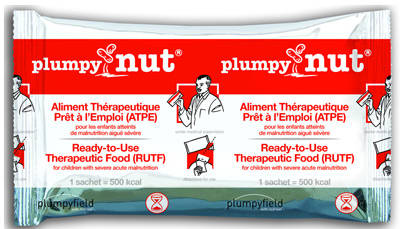 plumpy nut®
Aliment Thérapeutique
Prêt à l'Emploi (ATPE)
pour les enfants atteints
de malnutrition aiguë sévère
Ready-to-Use
Therapeutic Food (RUTF)
for children with severe acute malnutrition
1 sachet = 500 kcal
plumpyfield
plumpy nut®
Aliment Thérapeutique
Prêt à l'Emploi (ATPE)
pour les enfants atteints
de malnutrition aiguë sévère
Ready-to-Use
Therapeutic Food (RUTF)
for children with severe acute malnutrition
1 sachet = 500 kcal
plumpyfield